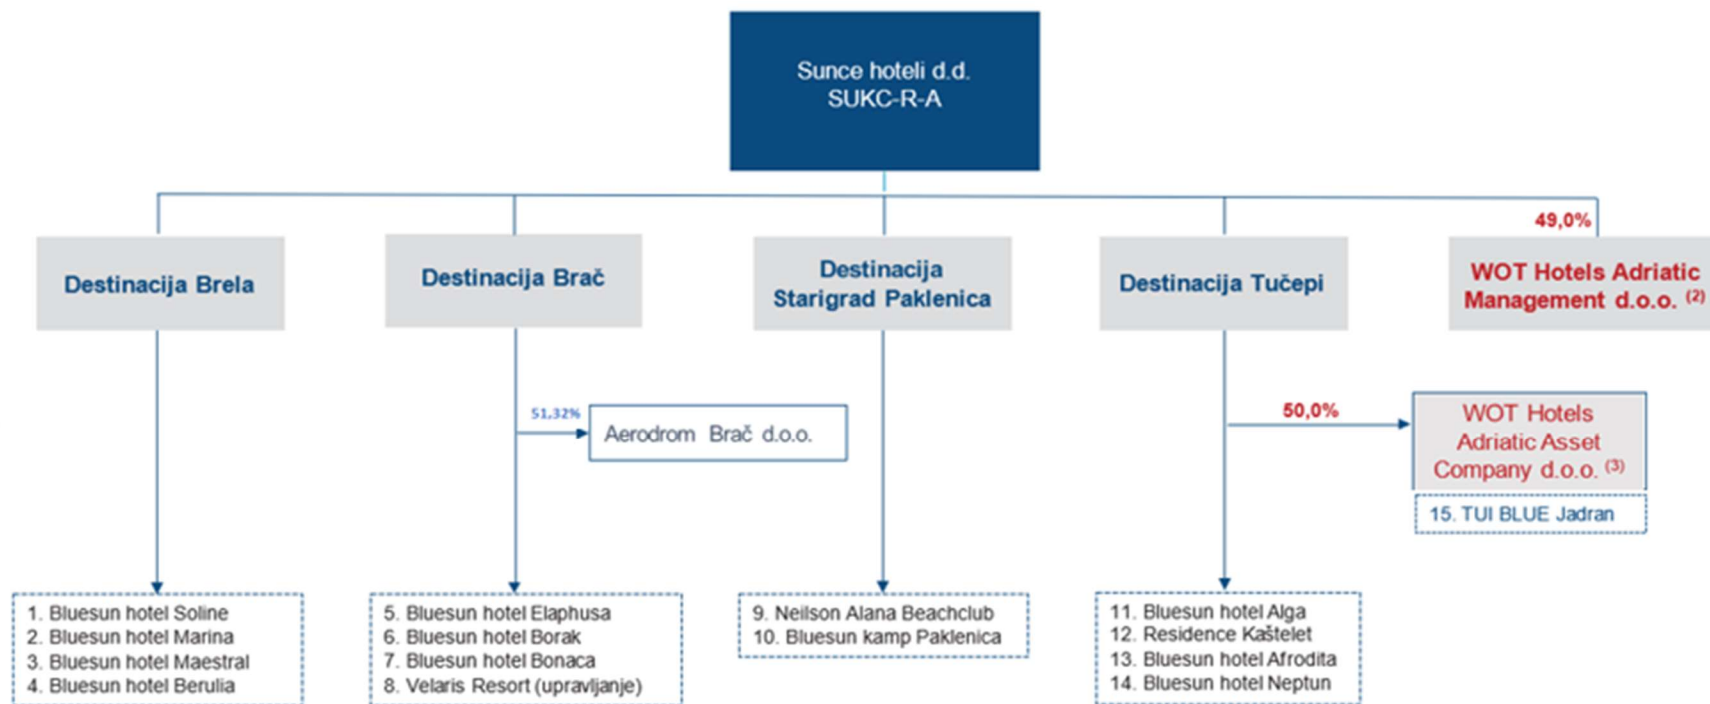 Sunce hoteli d.d.
SUKC-R-A
49,0%
Destinacija Brela
Destinacija Brač
Destinacija
Starigrad Paklenica
Destinacija Tučepi
WOT Hotels Adriatic
Management d.o.o. (2)
51,32%
Aerodrom Brač d.o.o.
50,0%
WOT Hotels
Adriatic Asset
Company d.o.o. (3)
15. TUI BLUE Jadran
1. Bluesun hotel Soline
2. Bluesun hotel Marina
3. Bluesun hotel Maestral
4. Bluesun hotel Berulia
5. Bluesun hotel Elaphusa
6. Bluesun hotel Borak
7. Bluesun hotel Bonaca
8. Velaris Resort (upravljanje)
9. Neilson Alana Beachclub
10. Bluesun kamp Paklenica
11. Bluesun hotel Alga
12. Residence Kaštelet
13. Bluesun hotel Afrodita
14. Bluesun hotel Neptun